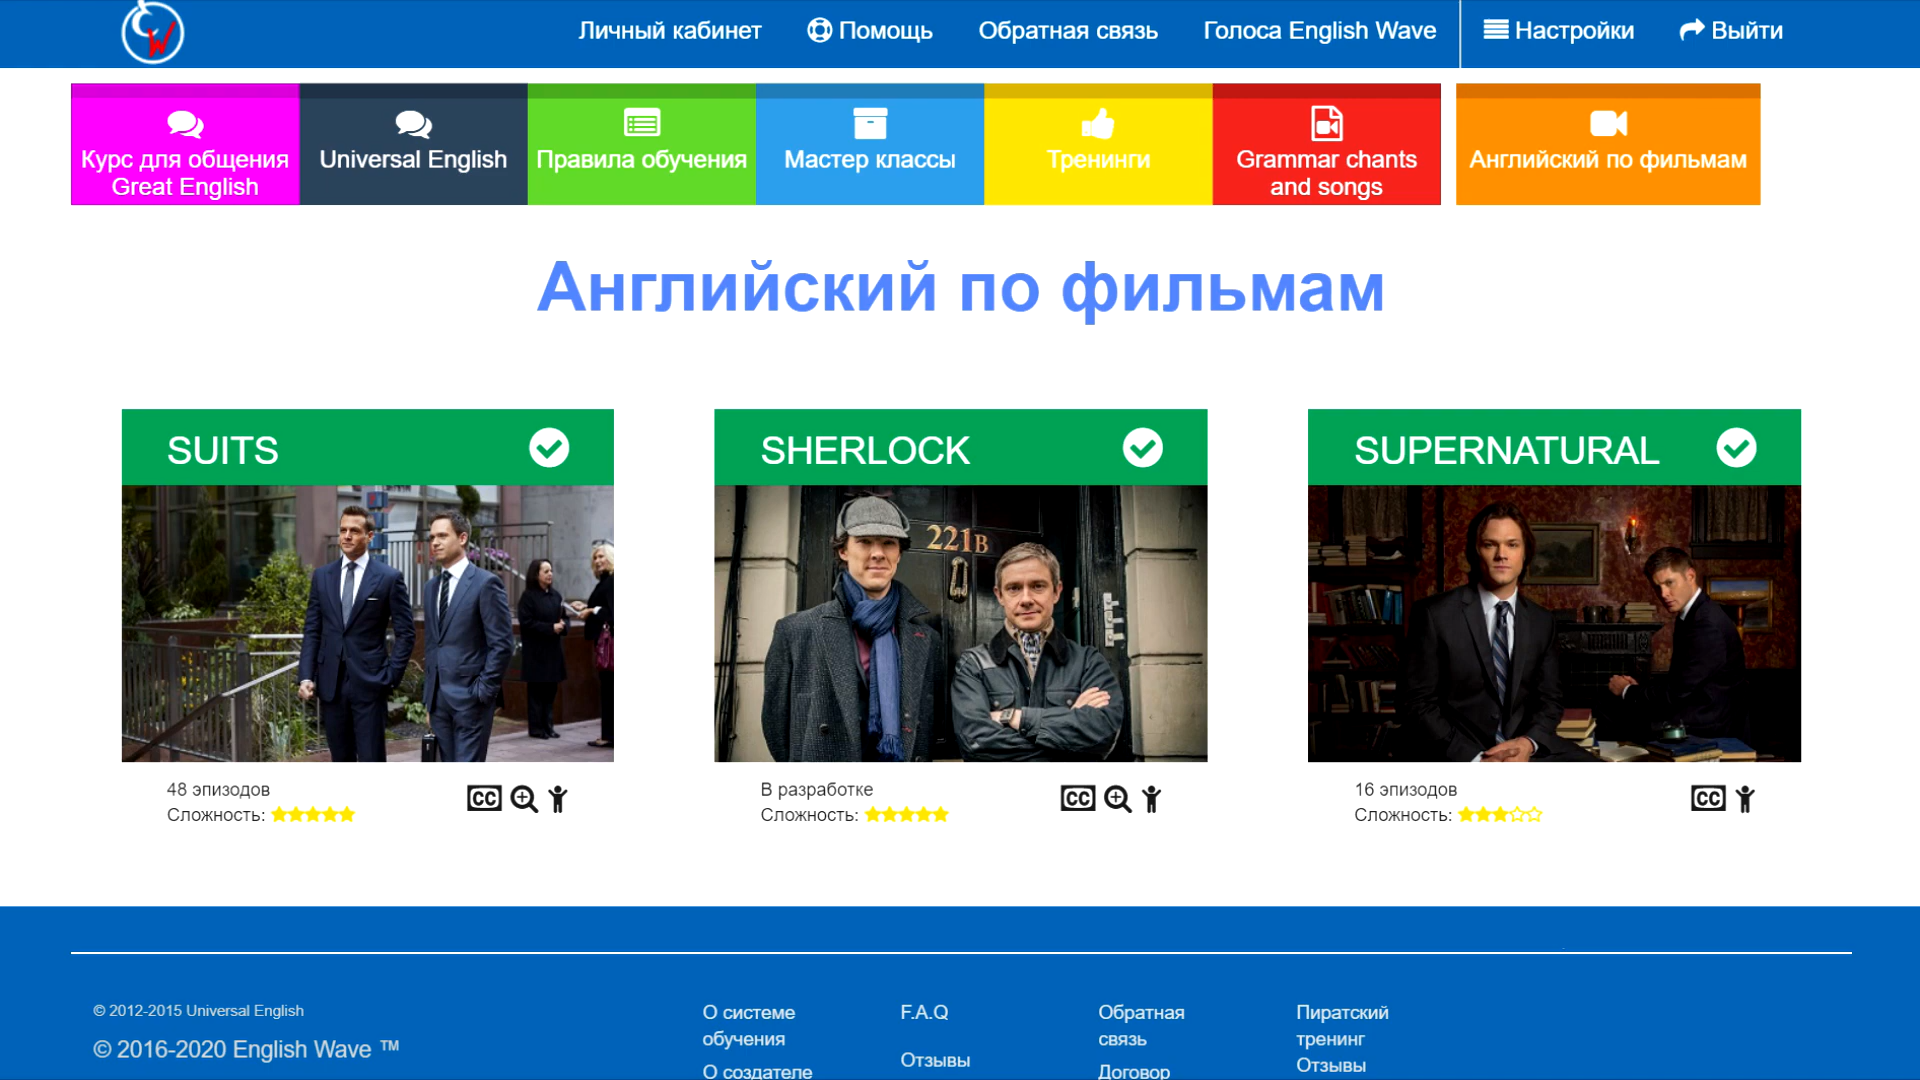 Личный кабинет
Помощь
Обратная связь
Голоса English Wave
Настройки
Выйти
Курс для общения
Great English
Universal English
Правила обучения
Мастер классы
Тренинги
Grammar chants
and songs
Английский по фильмам
Английский по фильмам
SUITS
SHERLOCK
SUPERNATURAL
221B
48 эпизодов
Сложность:
CC
В разработке
Сложность:
CC
16 эпизодов
Сложность:
CC
© 2012-2015 Universal English
© 2016-2020 English Wave ™
О системе
обучения
О создателе
F.A.Q
Отзывы
Обратная
связь
Договор
Пиратский
тренинг
Отзывы